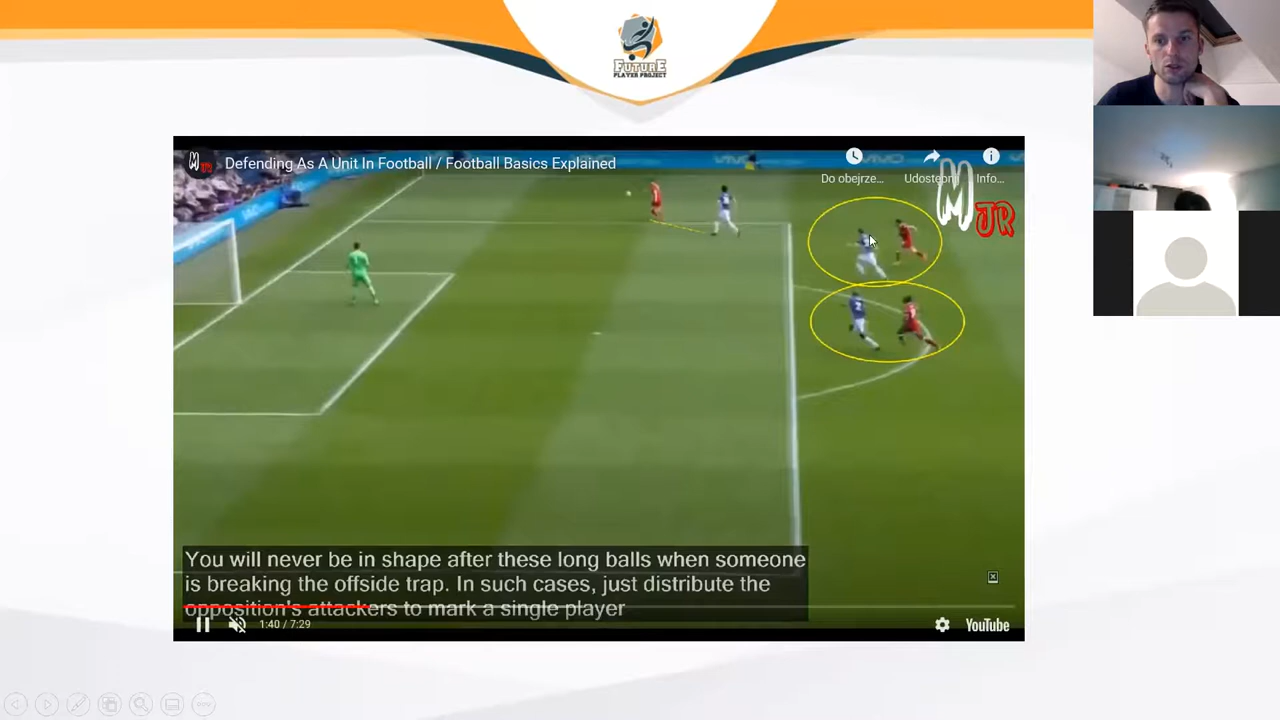 FUTURE
PLAYER PROJECT
Defending As A Unit In Football / Football Basics Explained
Do obejrze...
Udostępnij
Info...
M
JR
You will never be in shape after these long balls when someone
is breaking the offside trap. In such cases, just distribute the
opposition's attackers to mark a single player
1:40 / 7:29
YouTube